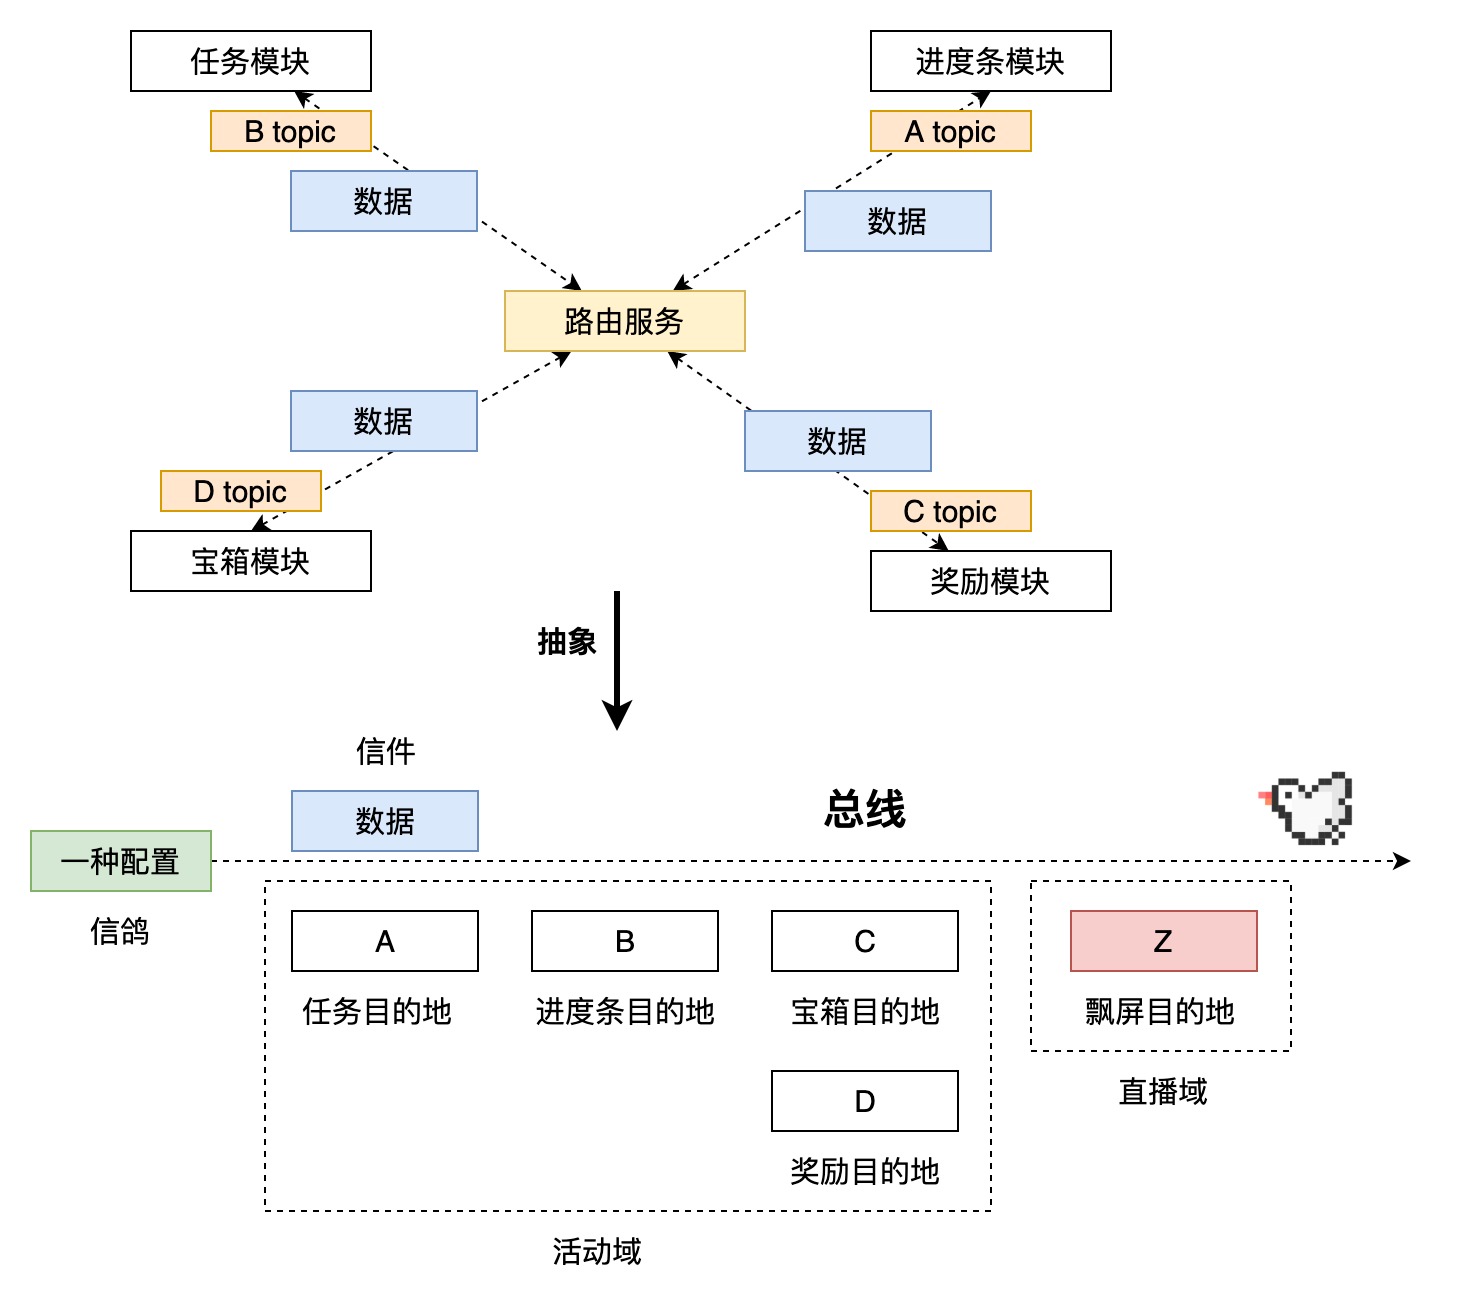 任务模块
进度条模块
B topic
A topic
数据
数据
路由服务
数据
数据
D topic
C topic
宝箱模块
奖励模块
抽象
信件
数据
总线
一种配置
信鸽
A
B
C
Z
任务目的地
进度条目的地
宝箱目的地
飘屏目的地
D
直播域
奖励目的地
活动域